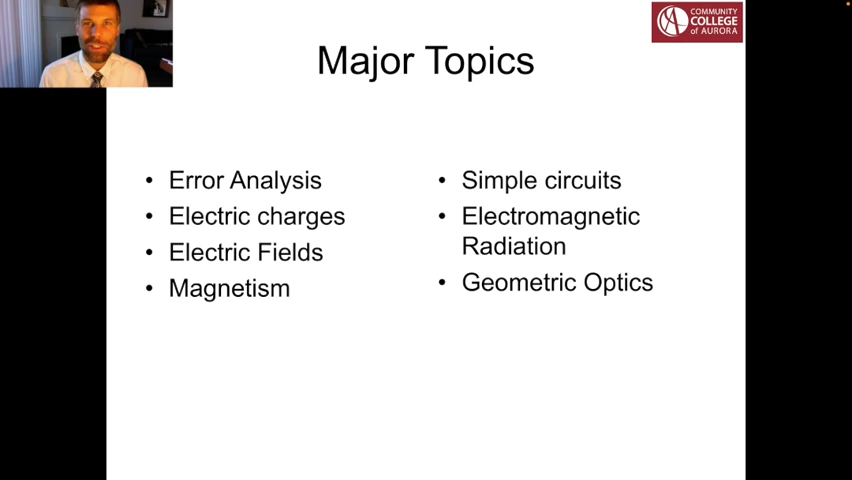 COMMUNITY
COLLEGE
of AURORA
Major Topics
• Error Analysis
• Electric charges
• Electric Fields
• Magnetism
• Simple circuits
• Electromagnetic
Radiation
• Geometric Optics